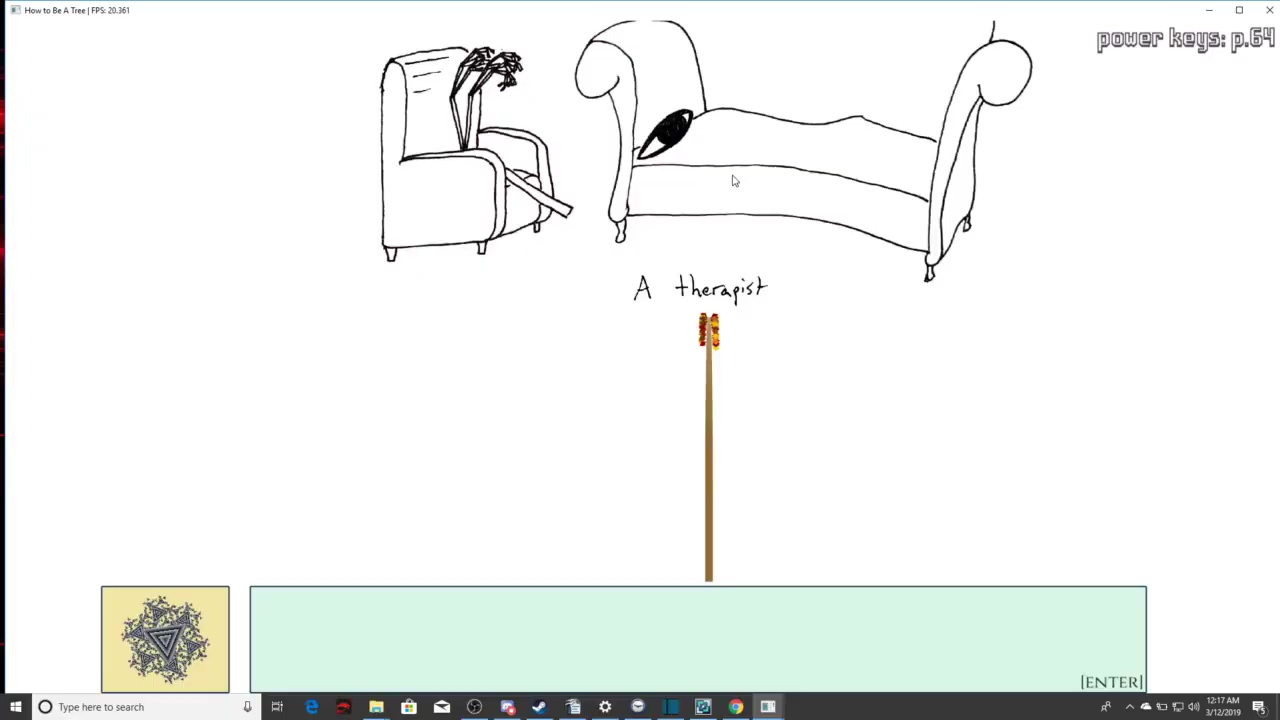 How to Be A Tree | FPS: 20.361
power keys: p.64
A therapist
[ENTER]
Type here to search
12:17 AM
3/12/2019
5